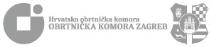 Hrvatska obrtnička komora
OBRTNIČKA KOMORA ZAGREB